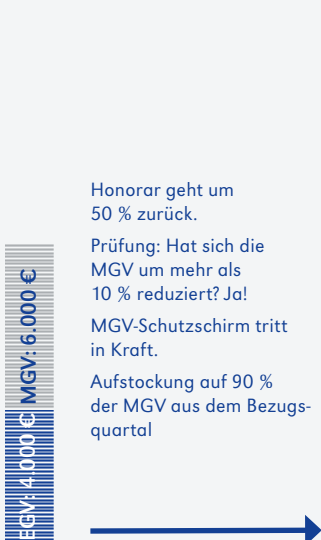 Honorar geht um
50 % zurück.
Prüfung: Hat sich die
MGV um mehr als
10 % reduziert? Ja!
MGV-Schutzschirm tritt
in Kraft.
Aufstockung auf 90 %
der MGV aus dem Bezugs-
quartal
MGV: 6.000 €
EGV: 4.000 €